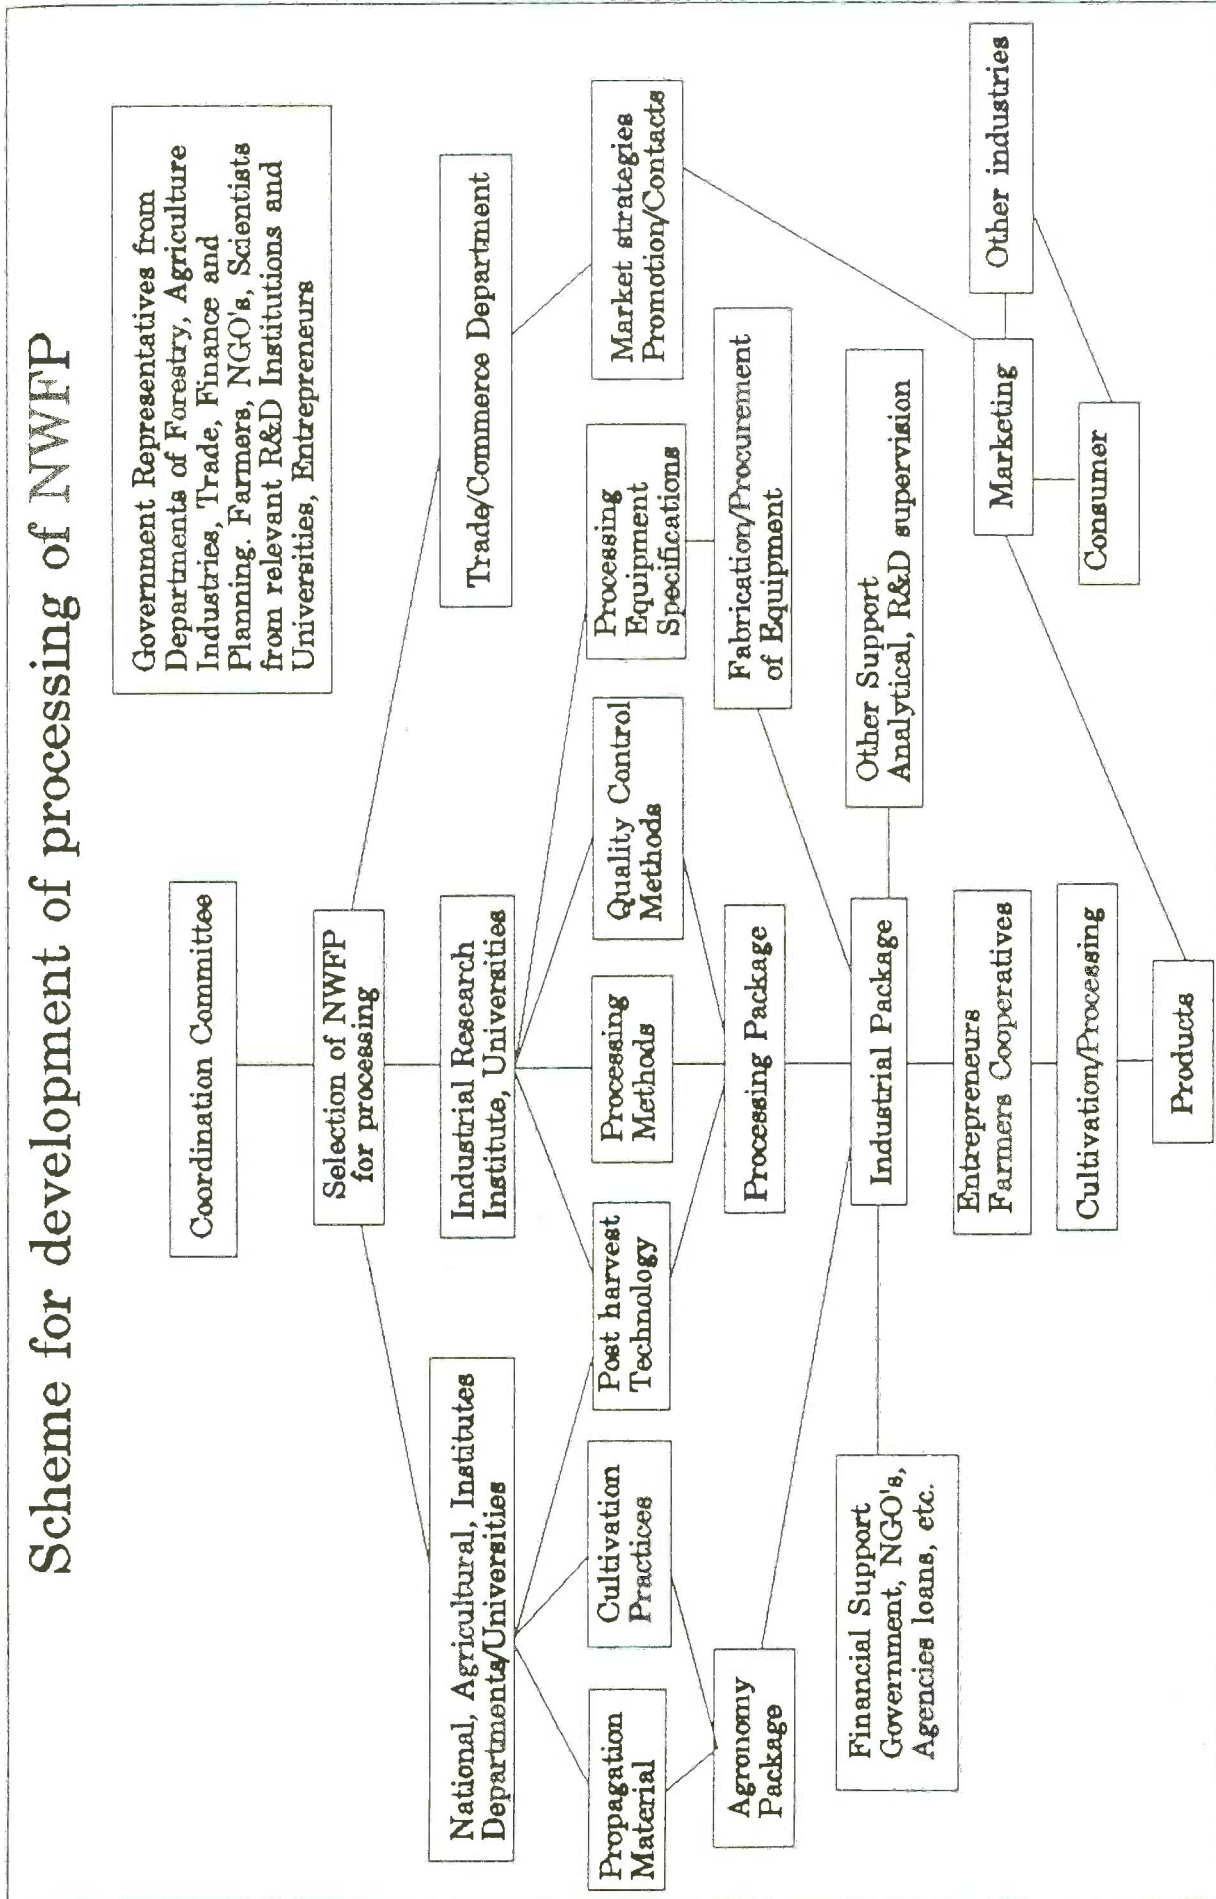 Scheme for development of processing of NWFP
Government Representatives from
Departments of Forestry, Agriculture
Industries, Trade, Finance and
Planning. Farmers, NGO's, Scientists
from relevant R&D Institutions and
Universities, Entrepreneurs
Coordination Committee
Selection of NWFP
for processing
National, Agricultural, Institutes
Departments/Universities
Industrial Research
Institute, Universities
Trade/Commerce Department
Propagation
Material
Cultivation
Practices
Post harvest
Technology
Processing
Methods
Quality Control
Methods
Processing
Equipment
Specifications
Market strategies
Promotion/Contacts
Agronomy
Package
Processing Package
Fabrication/Procurement
of Equipment
Financial Support
Government, NGO's,
Agencies loans, etc.
Industrial Package
Other Support
Analytical, R&D supervision
Entrepreneurs
Farmers Cooperatives
Marketing
Other industries
Cultivation/Processing
Consumer
Products